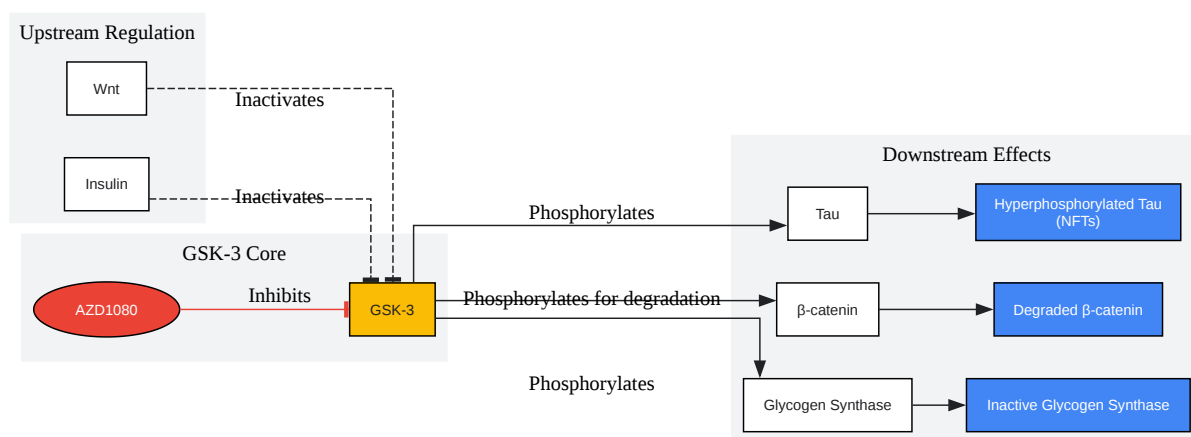 Upstream Regulation
Wnt
Inactivates
Insulin
Inactivates
GSK-3 Core
AZD1080
Inhibits
GSK-3
Phosphorylates
Phosphorylates for degradation
Phosphorylates
Downstream Effects
Tau
Hyperphosphorylated Tau
(NFTs)
β-catenin
Degraded β-catenin
Glycogen Synthase
Inactive Glycogen Synthase